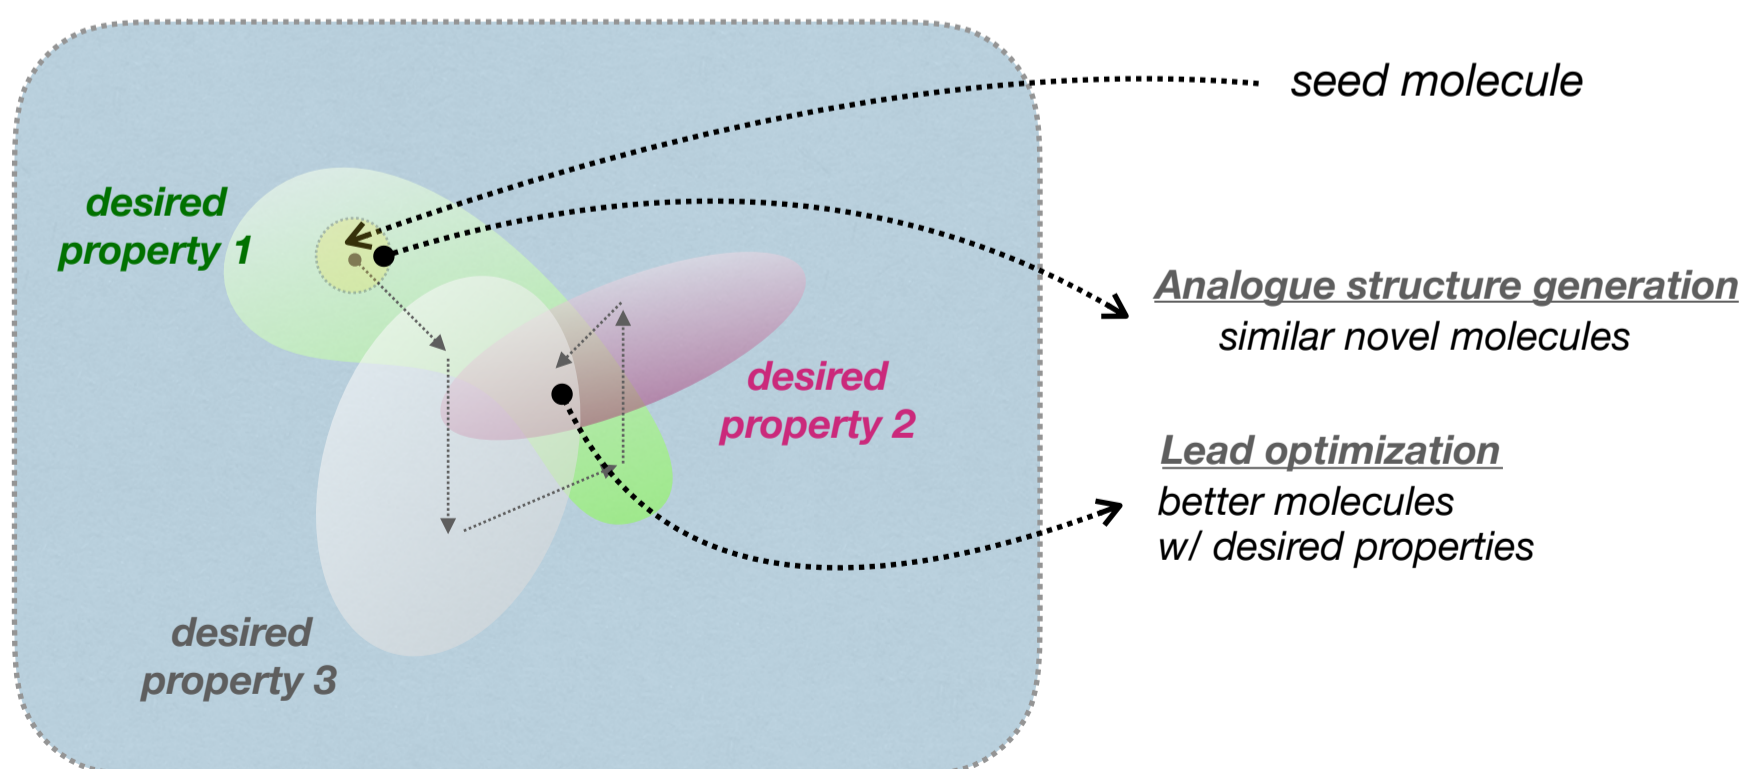 seed molecule
desired
property 1
Analogue structure generation
similar novel molecules
desired
property 2
Lead optimization
better molecules
w/ desired properties
desired
property 3